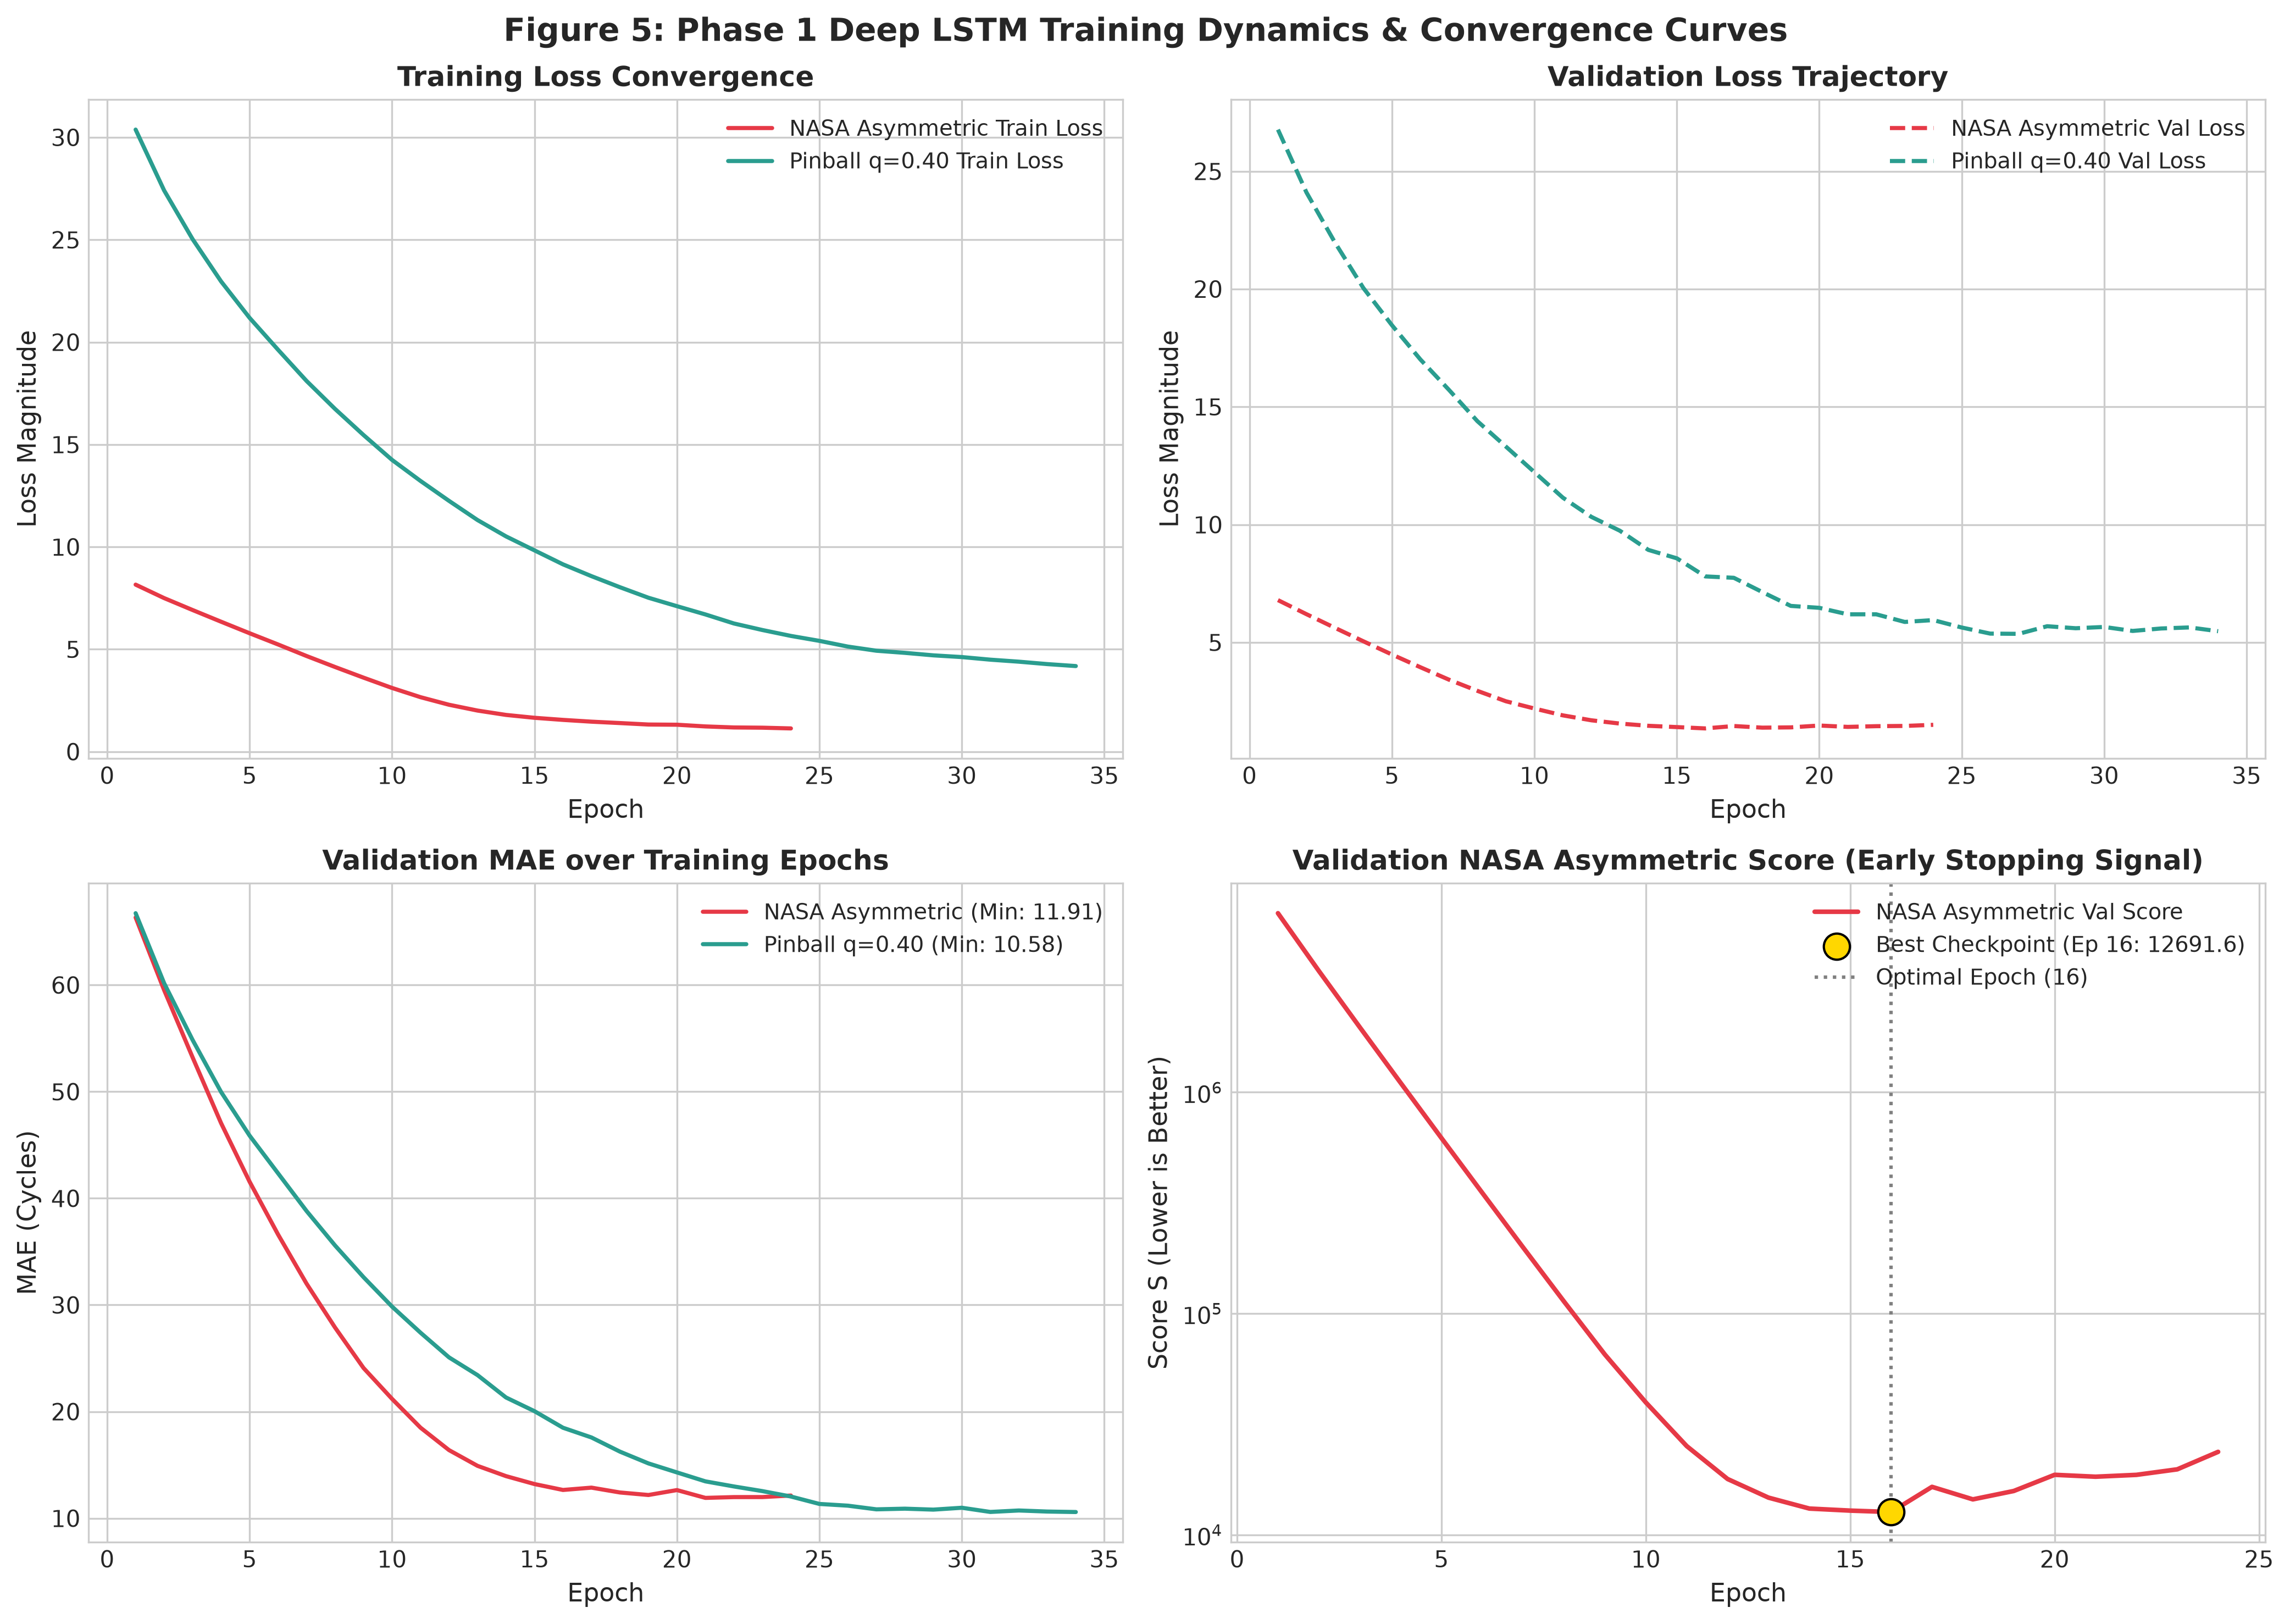 Figure 5: Phase 1 Deep LSTM Training Dynamics & Convergence Curves
Training Loss Convergence
NASA Asymmetric Train Loss
Pinball q=0.40 Train Loss
Loss Magnitude
30
25
20
15
10
5
0
0 5 10 15 20 25 30 35
Epoch
Validation Loss Trajectory
NASA Asymmetric Val Loss
Pinball q=0.40 Val Loss
Loss Magnitude
25
20
15
10
5
0 5 10 15 20 25 30 35
Epoch
Validation MAE over Training Epochs
NASA Asymmetric (Min: 11.91)
Pinball q=0.40 (Min: 10.58)
MAE (Cycles)
60
50
40
30
20
10
0 5 10 15 20 25 30 35
Epoch
Validation NASA Asymmetric Score (Early Stopping Signal)
NASA Asymmetric Val Score
Best Checkpoint (Ep 16: 12691.6)
Optimal Epoch (16)
Score S (Lower is Better)
10⁶
10⁵
10⁴
0 5 10 15 20 25
Epoch